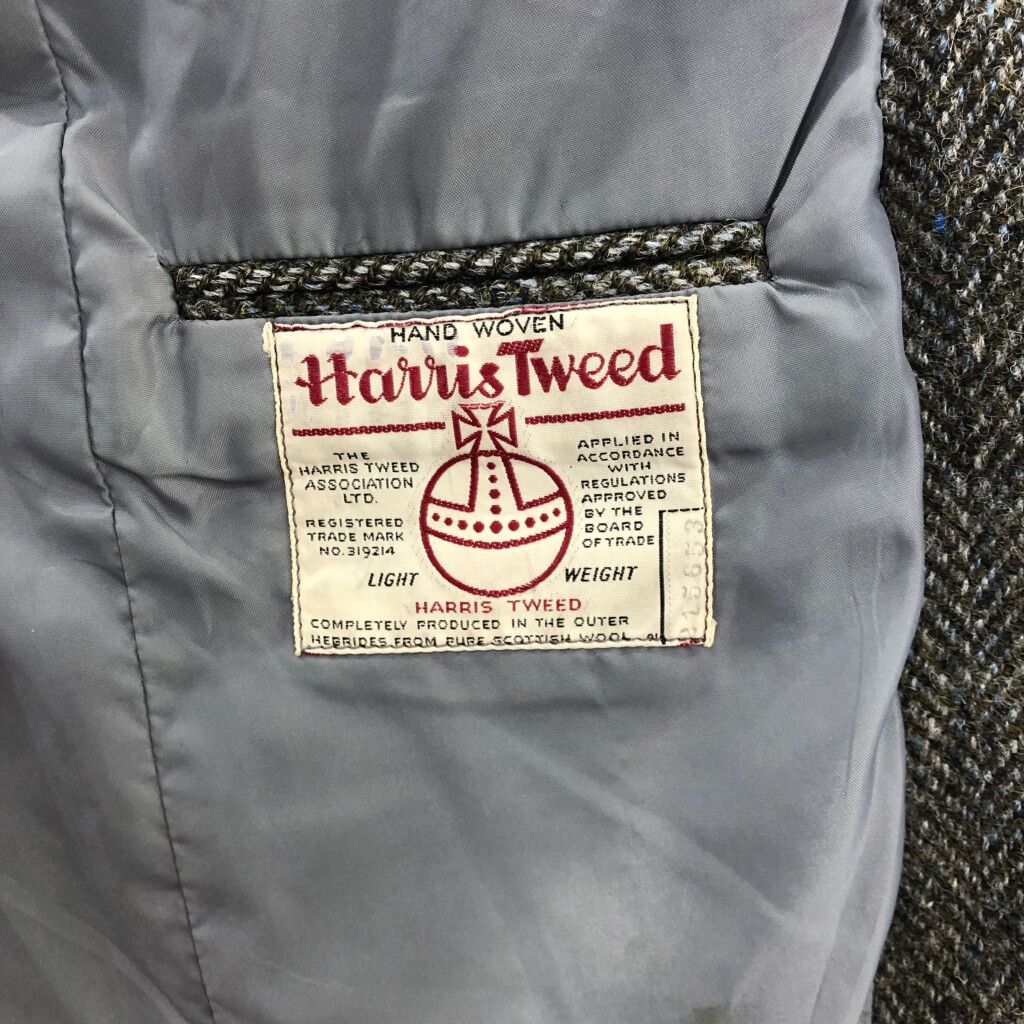 HAND WOVEN
Harris Tweed
THE
HARRIS TWEED
ASSOCIATION
LTD.
REGISTERED
TRADE MARK
NO. 319214
APPLIED IN
ACCORDANCE
WITH
REGULATIONS
APPROVED
BY THE
BOARD
OF TRADE
LIGHT WEIGHT
HARRIS TWEED
COMPLETELY PRODUCED IN THE OUTER
HEBRIDES FROM PURE SCOTTISH WOOL